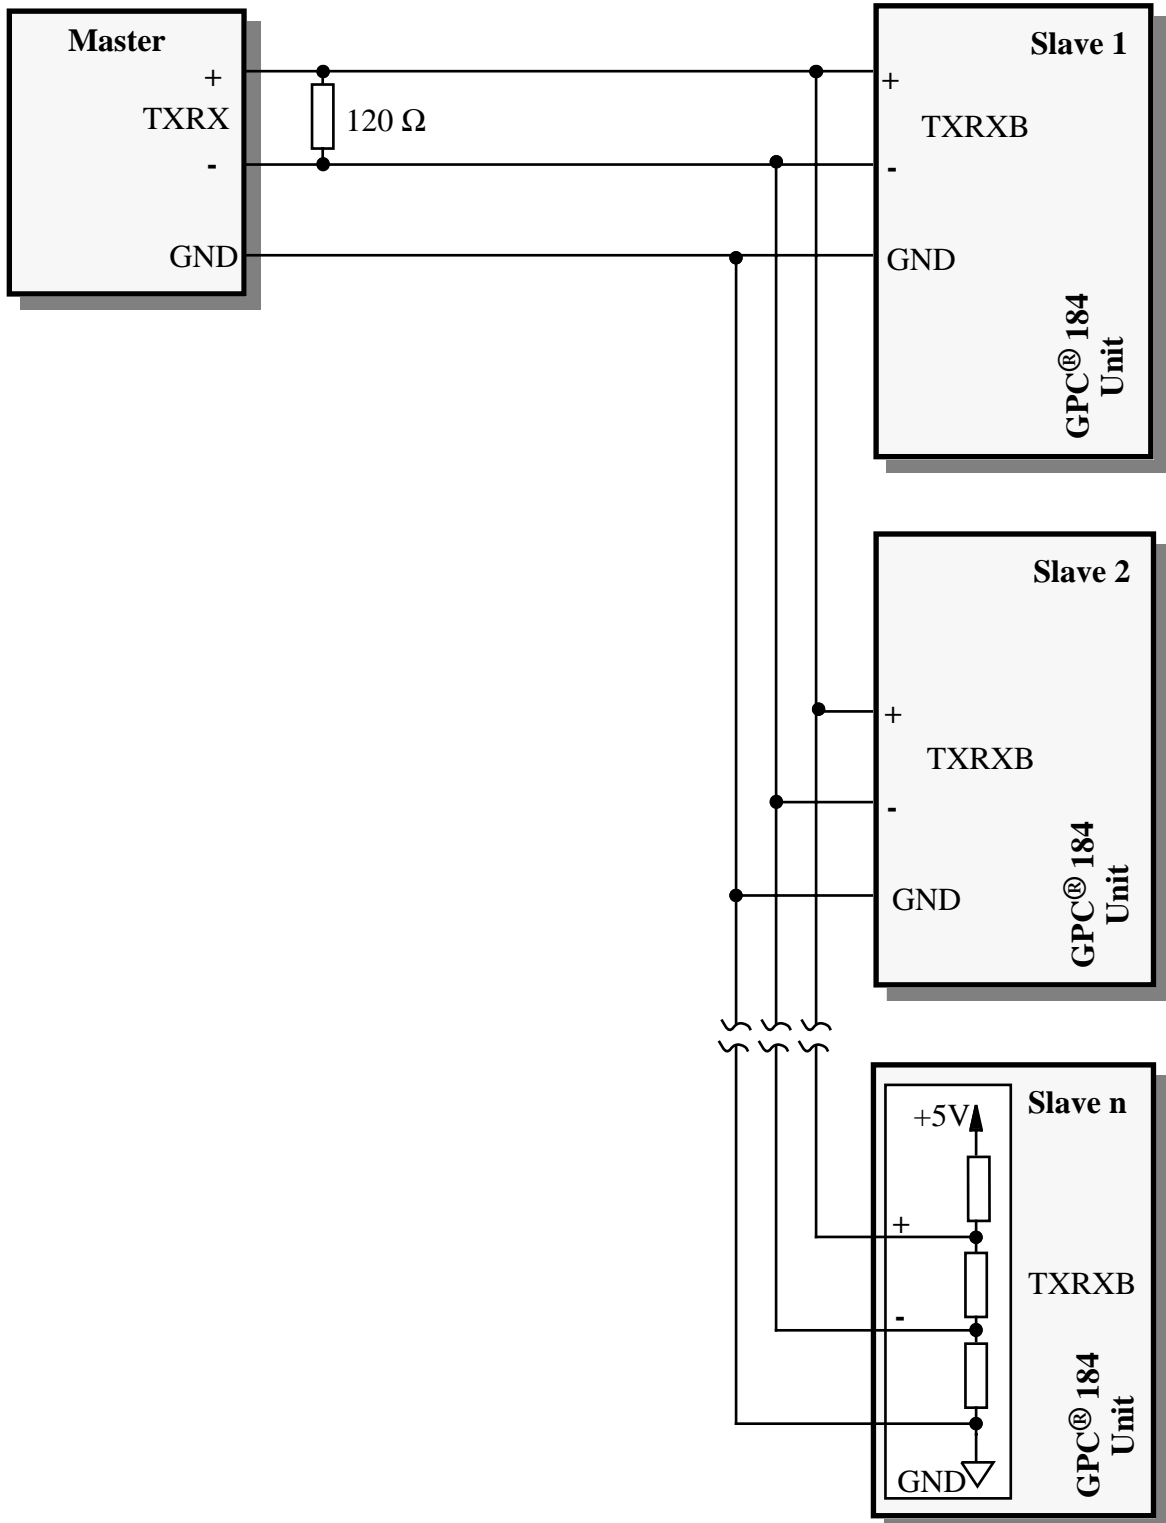 Master
+
TXRX
-
GND
120 Ω
Slave 1
+
TXRXB
-
GND
GPC® 184
Unit
Slave 2
+
TXRXB
-
GND
GPC® 184
Unit
Slave n
+5V
+
TXRXB
-
GND
GPC® 184
Unit